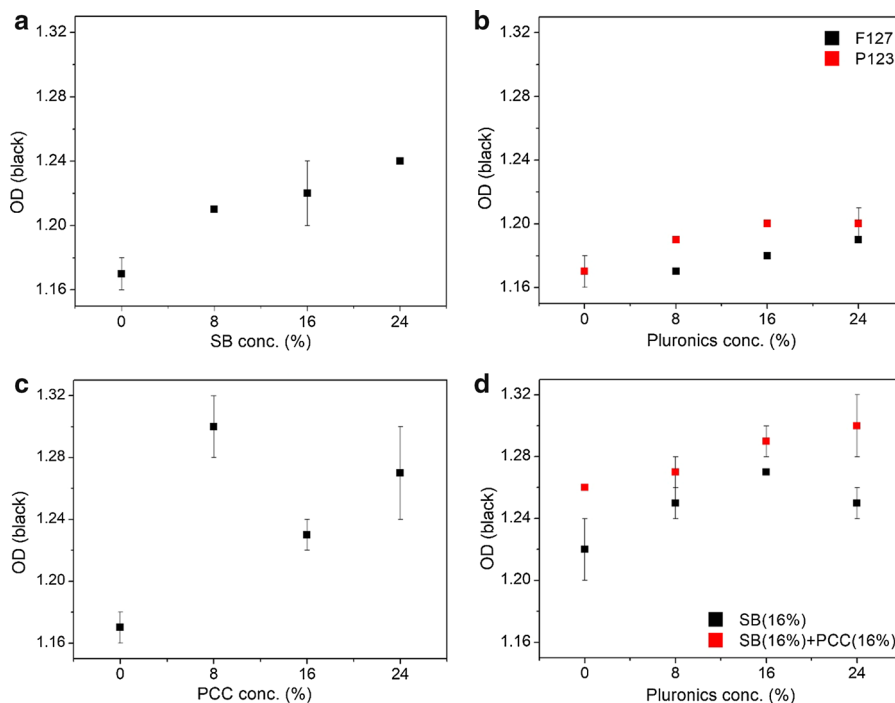 a
1.32
1.28
1.24
1.20
1.16
OD (black)
0 8 16 24
SB conc. (%)
b
F127
P123
1.32
1.28
1.24
1.20
1.16
OD (black)
0 8 16 24
Pluronics conc. (%)
c
1.32
1.28
1.24
1.20
1.16
OD (black)
0 8 16 24
PCC conc. (%)
d
1.32
1.28
1.24
1.20
1.16
OD (black)
SB(16%)
SB(16%)+PCC(16%)
0 8 16 24
Pluronics conc. (%)